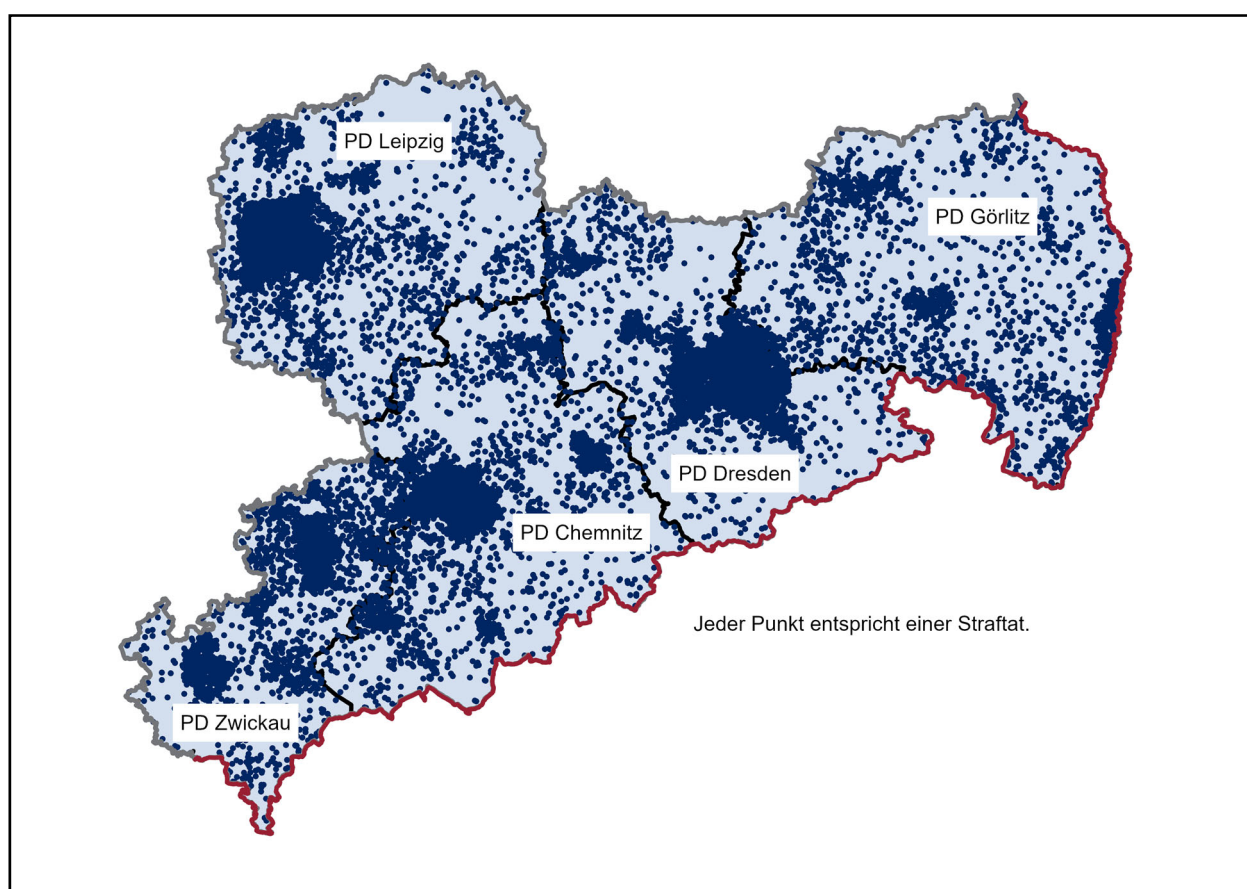 PD Leipzig
PD Görlitz
PD Dresden
PD Chemnitz
Jeder Punkt entspricht einer Straftat.
PD Zwickau